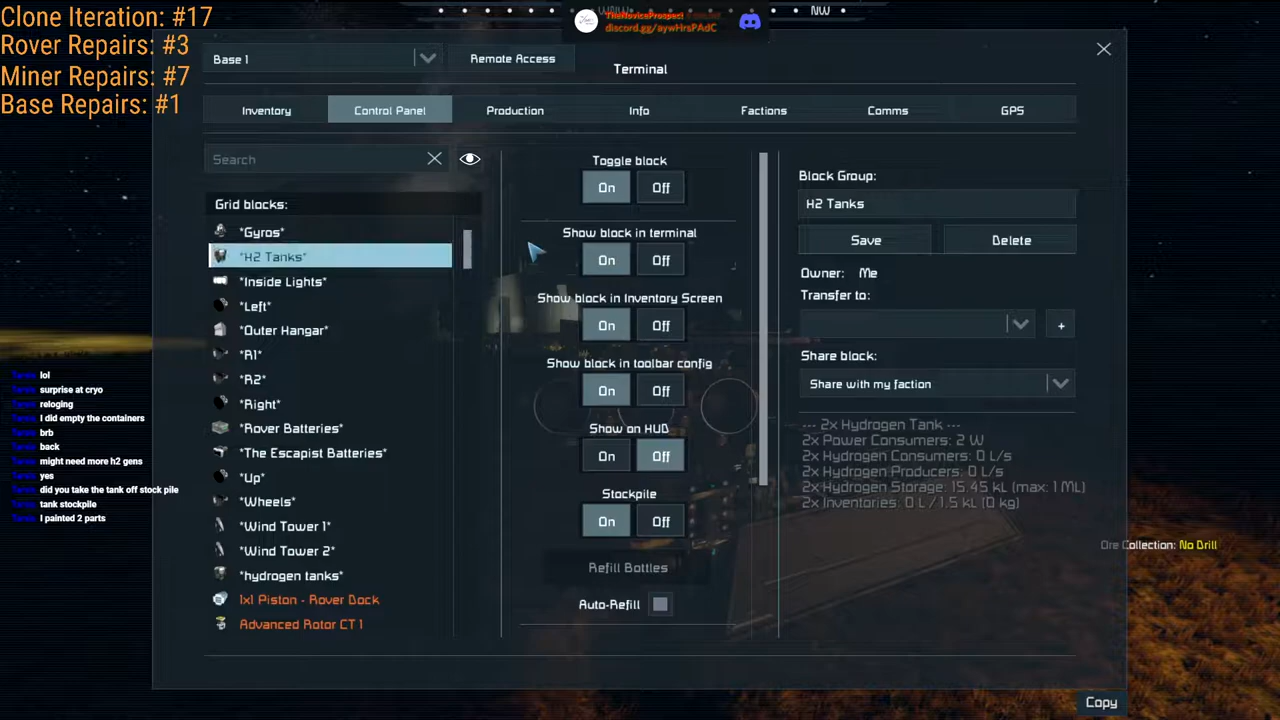 Clone Iteration: #17
Rover Repairs: #3
Miner Repairs: #7
Base Repairs: #1
NW
TheNoviceProspect
discord.gg/aywHrsPAdC
Base 1
Remote Access
Terminal
Inventory
Control Panel
Production
Info
Factions
Comms
GPS
Search
Grid blocks:
*Gyros*
*H2 Tanks*
*Inside Lights*
*Left*
*Outer Hangar*
*R1*
*R2*
*Right*
*Rover Batteries*
*The Escapist Batteries*
*Up*
*Wheels*
*Wind Tower 1*
*Wind Tower 2*
*hydrogen tanks*
1x1 Piston - Rover Dock
Advanced Rotor CT 1
Toggle block
On Off
Show block in terminal
On Off
Show block in Inventory Screen
On Off
Show block in toolbar config
On Off
Show on HUD
On Off
Stockpile
On Off
Refill Bottles
Auto-Refill
Block Group:
H2 Tanks
Save Delete
Owner: Me
Transfer to:
+
Share block:
Share with my faction
--- 2x Hydrogen Tank ---
2x Power Consumers: 2 W
2x Hydrogen Consumers: 0 L/s
2x Hydrogen Producers: 0 L/s
2x Hydrogen Storage: 15.45 kL (max: 1 ML)
2x Inventories: 0 L / 1.5 kL (0 kg)
lol
surprise at cryo
reloging
I did empty the containers
brb
back
might need more h2 gens
yes
did you take the tank off stock pile
tank stockpile
I painted 2 parts
Ore Collection: No Drill
Copy